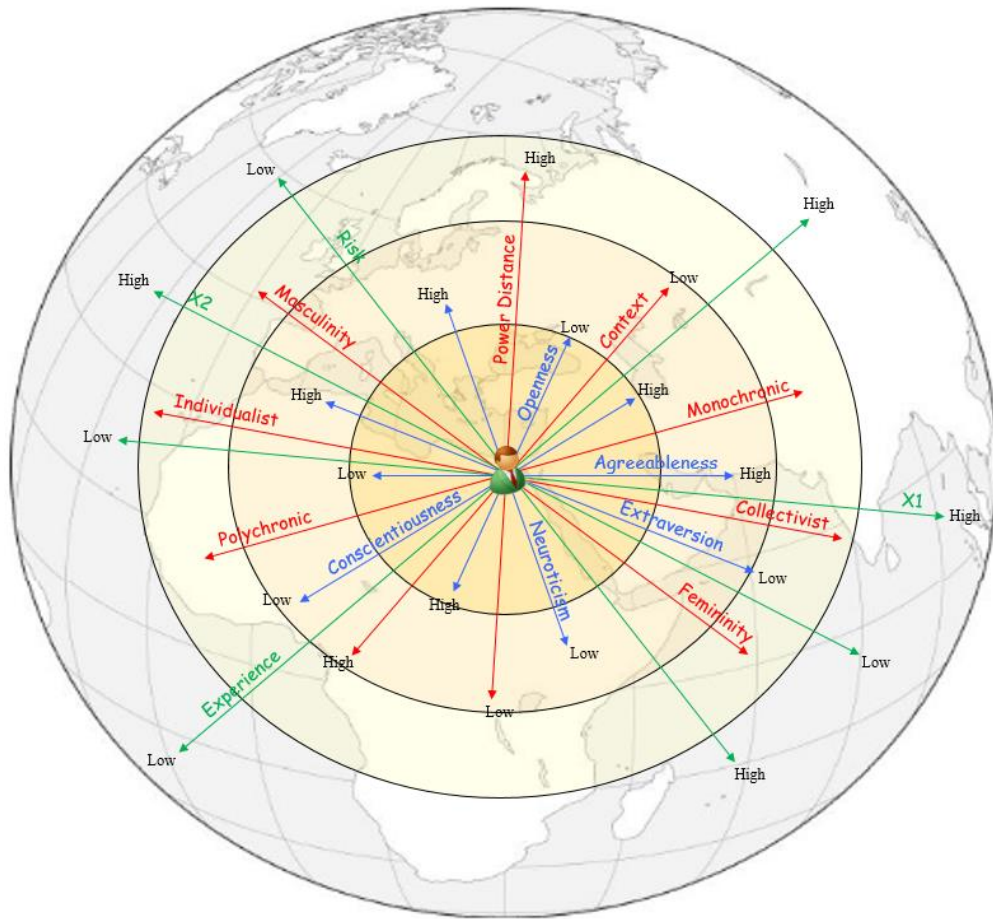 High
Low
High
Risk
High
X2
Power Distance
Low
High
Masculinity
Context
Low
Openness
High
High
Monochronic
Individualist
Low
Low
Agreeableness
High
X1
High
Collectivist
Extraversion
Polychronic
Conscientiousness
Neuroticism
Low
Low
High
Femininity
Low
High
Low
Experience
Low
Low
High